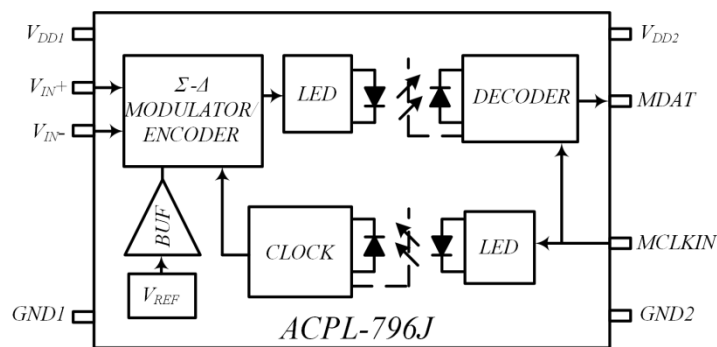 VDD1
VIN+
VIN-
GND1
Σ-Δ
MODULATOR/
ENCODER
BUF
VREF
LED
CLOCK
DECODER
LED
VDD2
MDAT
MCLKIN
GND2
ACPL-796J